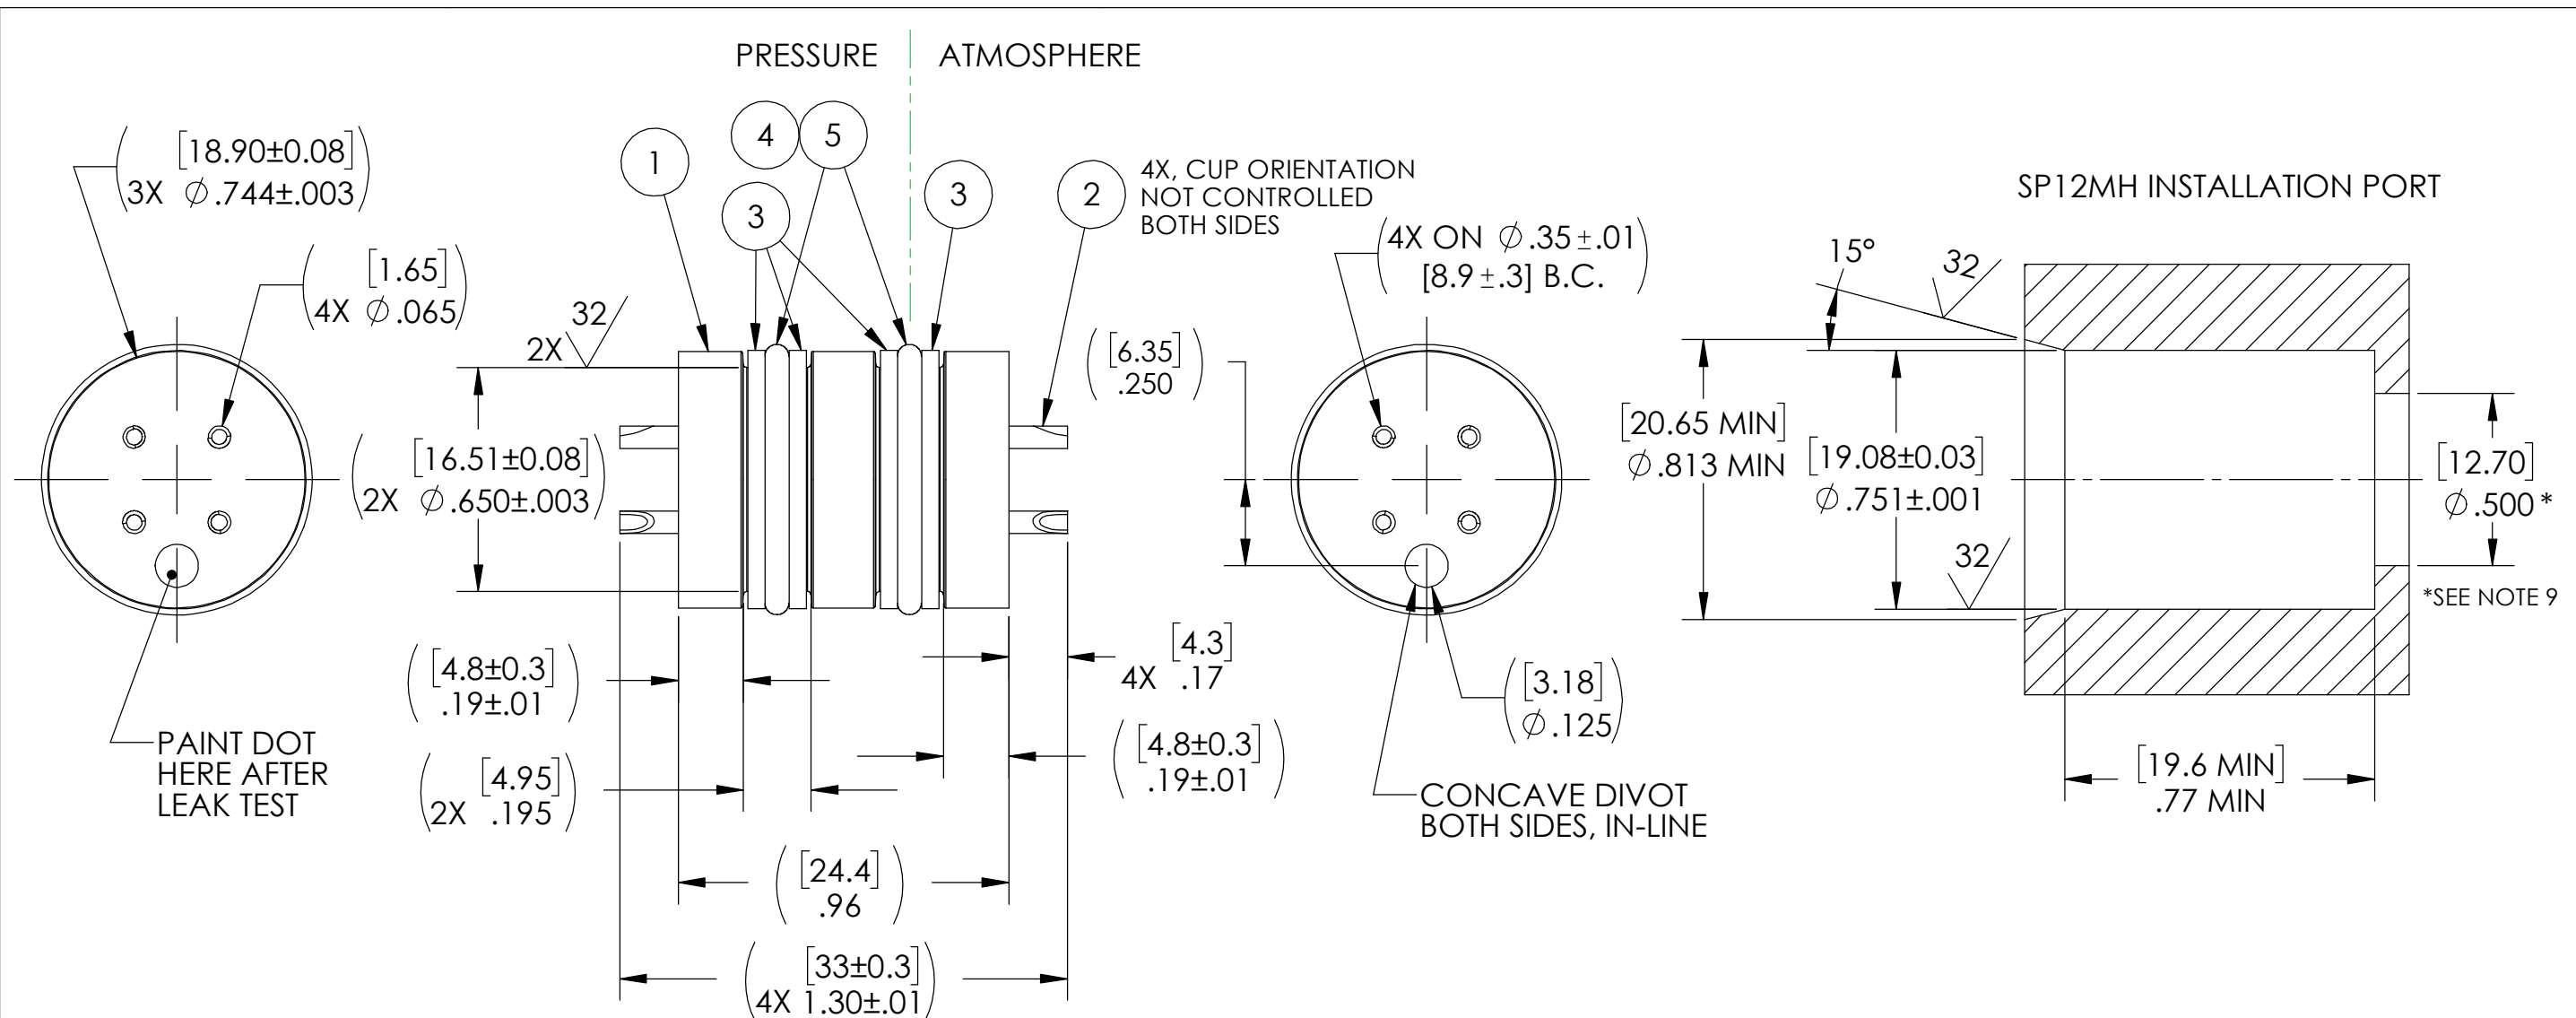 PRESSURE
ATMOSPHERE
[18.90±0.08]
3X ∅.744±.003
[1.65]
4X ∅.065
1
4
5
3
3
2
4X, CUP ORIENTATION
NOT CONTROLLED
BOTH SIDES
32
2X
[16.51±0.08]
2X ∅.650±.003
[4.8±0.3]
.19±.01
[4.95]
2X .195
[24.4]
.96
[33±0.3]
4X 1.30±.01
4X [4.3]
.17
[4.8±0.3]
.19±.01
PAINT DOT
HERE AFTER
LEAK TEST
(4X ON ∅.35±.01)
[8.9±.3] B.C.
[6.35]
.250
[3.18]
∅.125
CONCAVE DIVOT
BOTH SIDES, IN-LINE
SP12MH INSTALLATION PORT
15°
32
[20.65 MIN]
∅.813 MIN
[19.08±0.03]
∅.751±.001
32
[12.70]
∅.500*
*SEE NOTE 9
[19.6 MIN]
.77 MIN